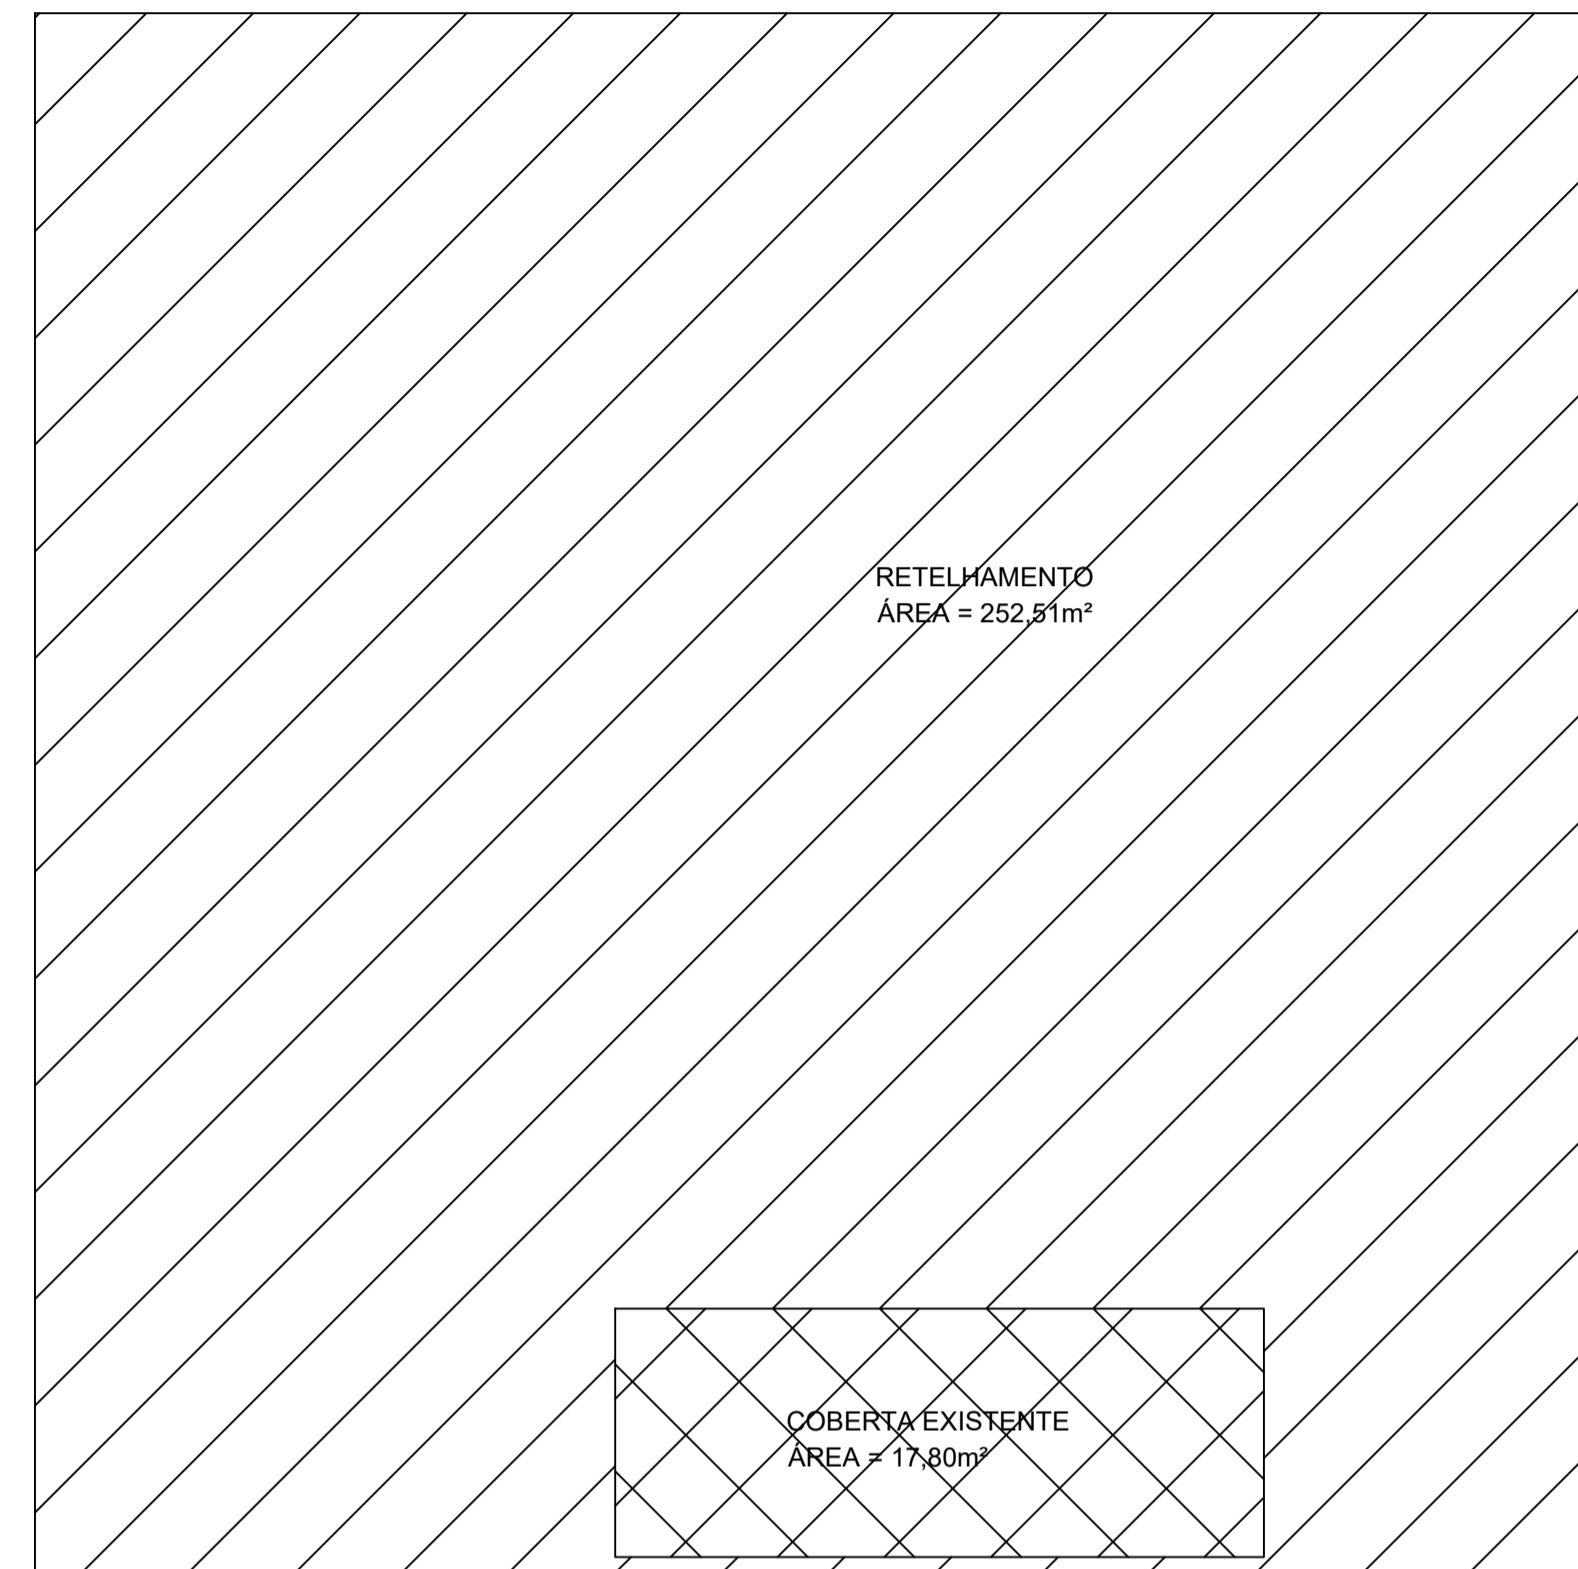 RETELHAMENTO
ÁREA = 252,51m²
COBERTA EXISTENTE
ÁREA = 17,80m²